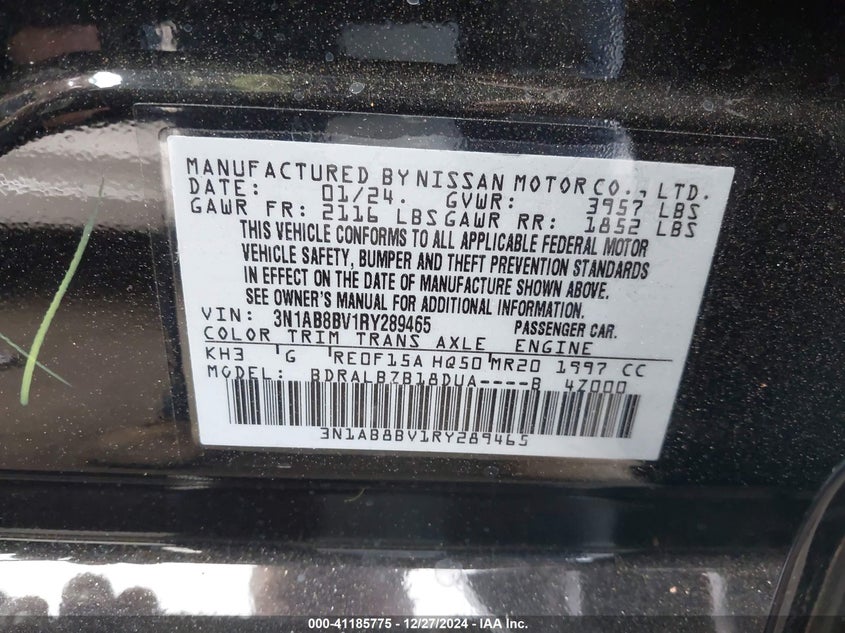 MANUFACTURED BY NISSAN MOTOR CO., LTD.
DATE: 01/24. GVWR: 3957 LBS
GAWR FR: 2116 LBS GAWR RR: 1852 LBS
THIS VEHICLE CONFORMS TO ALL APPLICABLE FEDERAL MOTOR
VEHICLE SAFETY, BUMPER AND THEFT PREVENTION STANDARDS
IN EFFECT ON THE DATE OF MANUFACTURE SHOWN ABOVE.
SEE OWNER'S MANUAL FOR ADDITIONAL INFORMATION.
VIN: 3N1AB8BV1RY289465 PASSENGER CAR.
COLOR TRIM TRANS AXLE ENGINE
KH3 G RE0F15A HQ50 MR20 1997 CC
MODEL: BDRALBZB18DUA----B 4Z000
3N1AB8BV1RY289465
000-41185775 - 12/27/2024 - IAA Inc.